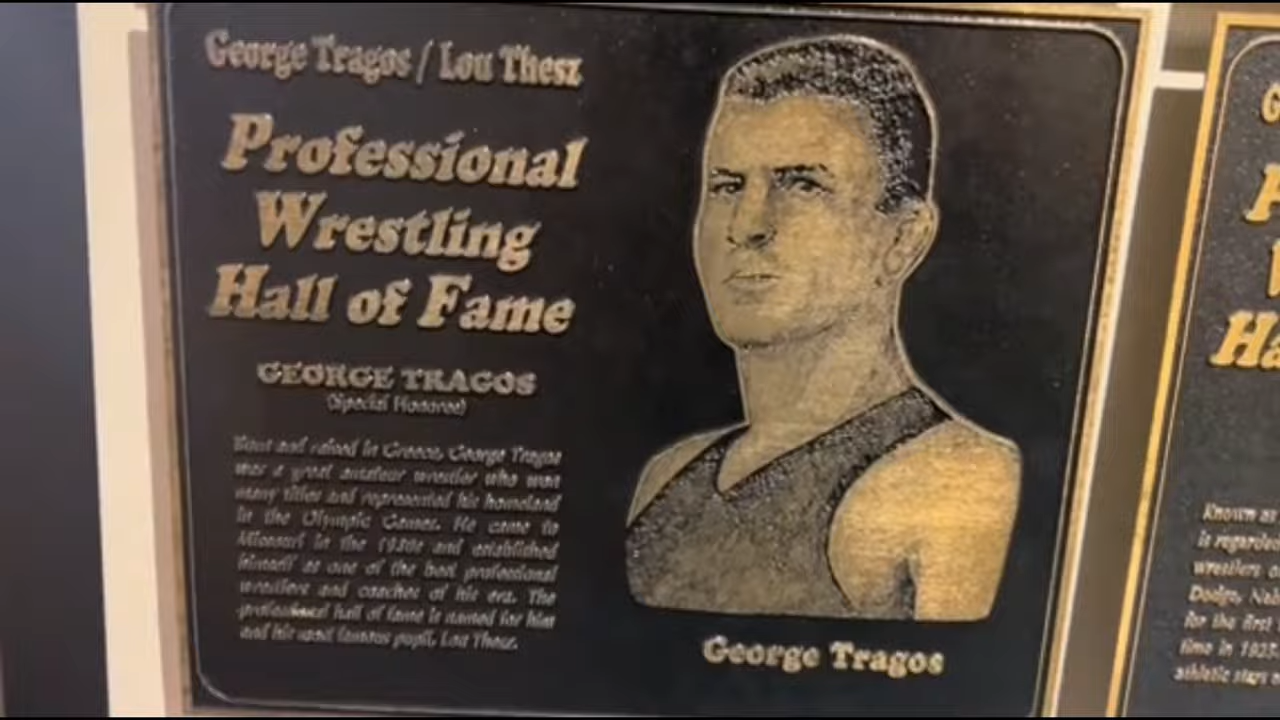 George Tragos / Lou Thesz
Professional
Wrestling
Hall of Fame
GEORGE TRAGOS
(Special Honoree)
Born and raised in Greece, George Tragos
was a great amateur wrestler who won
many titles and represented his homeland
in the Olympic Games. He came to
Missouri in the 1930s and established
himself as one of the best professional
wrestlers and coaches of his era. The
professional hall of fame is named for him
and his most famous pupil, Lou Thesz.
George Tragos
G
P
W
Ha
Known as
is regarded
wrestlers o
Dodge, Neb
for the first
time in 1925.
athletic stars o